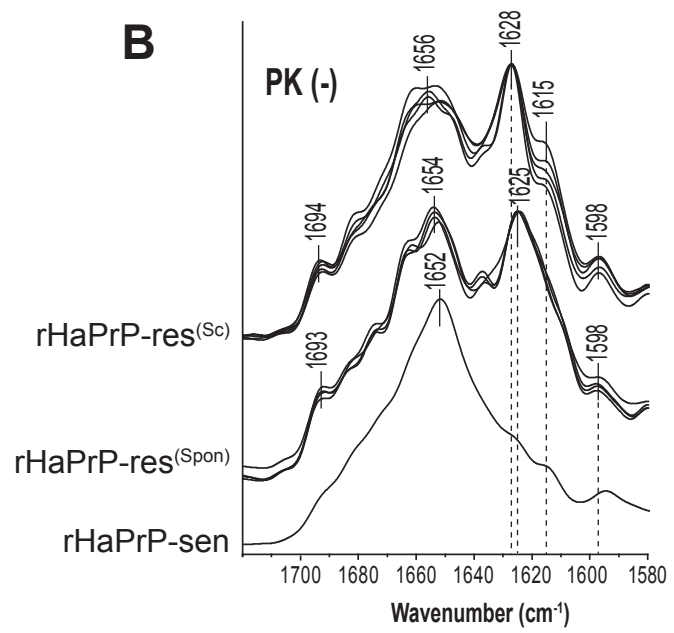 B
PK (-)
1656
1628
1615
1694
1654
1625
1598
1652
rHaPrP-res(Sc)
1693
1598
rHaPrP-res(Spon)
rHaPrP-sen
1700 1680 1660 1640 1620 1600 1580
Wavenumber (cm-1)